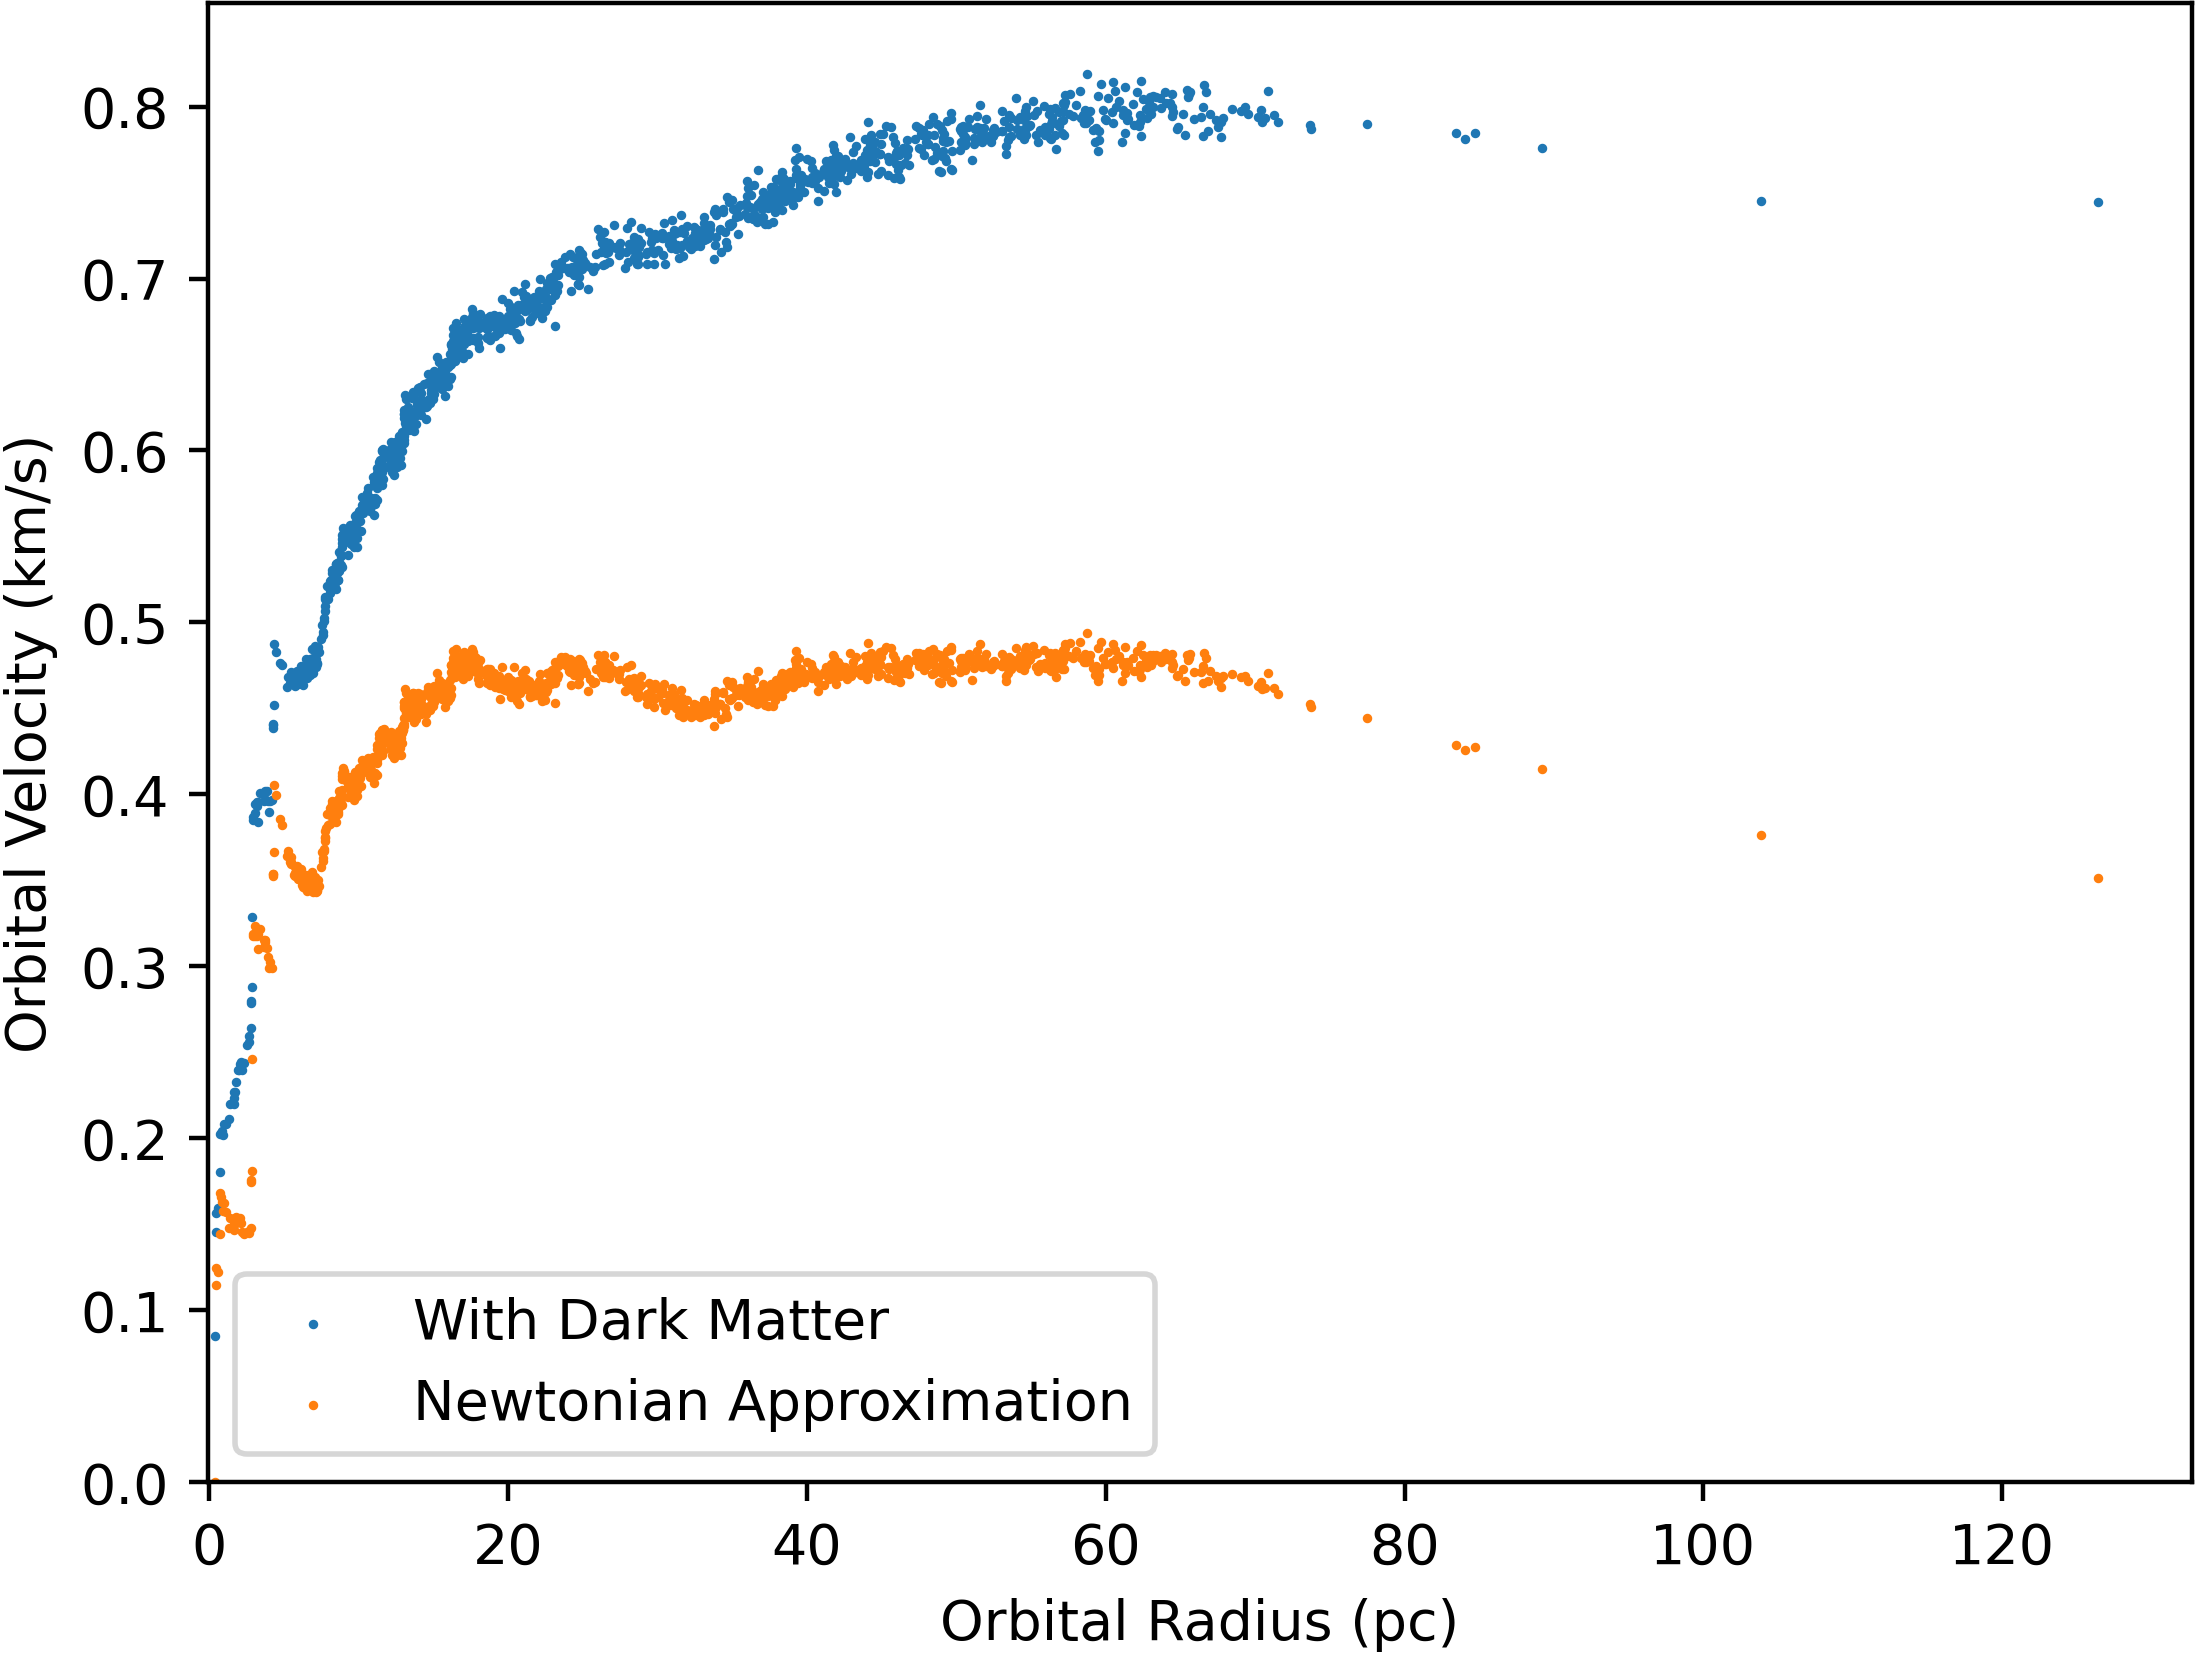 0.8
0.7
0.6
0.5
0.4
0.3
0.2
0.1
0.0
Orbital Velocity (km/s)
With Dark Matter
Newtonian Approximation
0 20 40 60 80 100 120
Orbital Radius (pc)